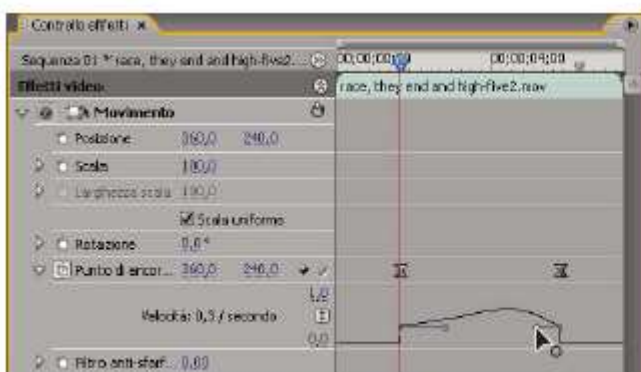 Controllo effetti
Sequenza 01 * race, they end and high-five2... 00;00;00;00 00;00;04;00
Effetti video race, they end and high-five2.mov
Movimento
Posizione 360,0 240,0
Scala 100,0
Larghezza scala 100,0
Scala uniforme
Rotazione 0,0°
Punto di ancor... 360,0 240,0
1,0
Velocità: 0,3 / secondo
0,0
Filtro anti-sfarf... 0,00